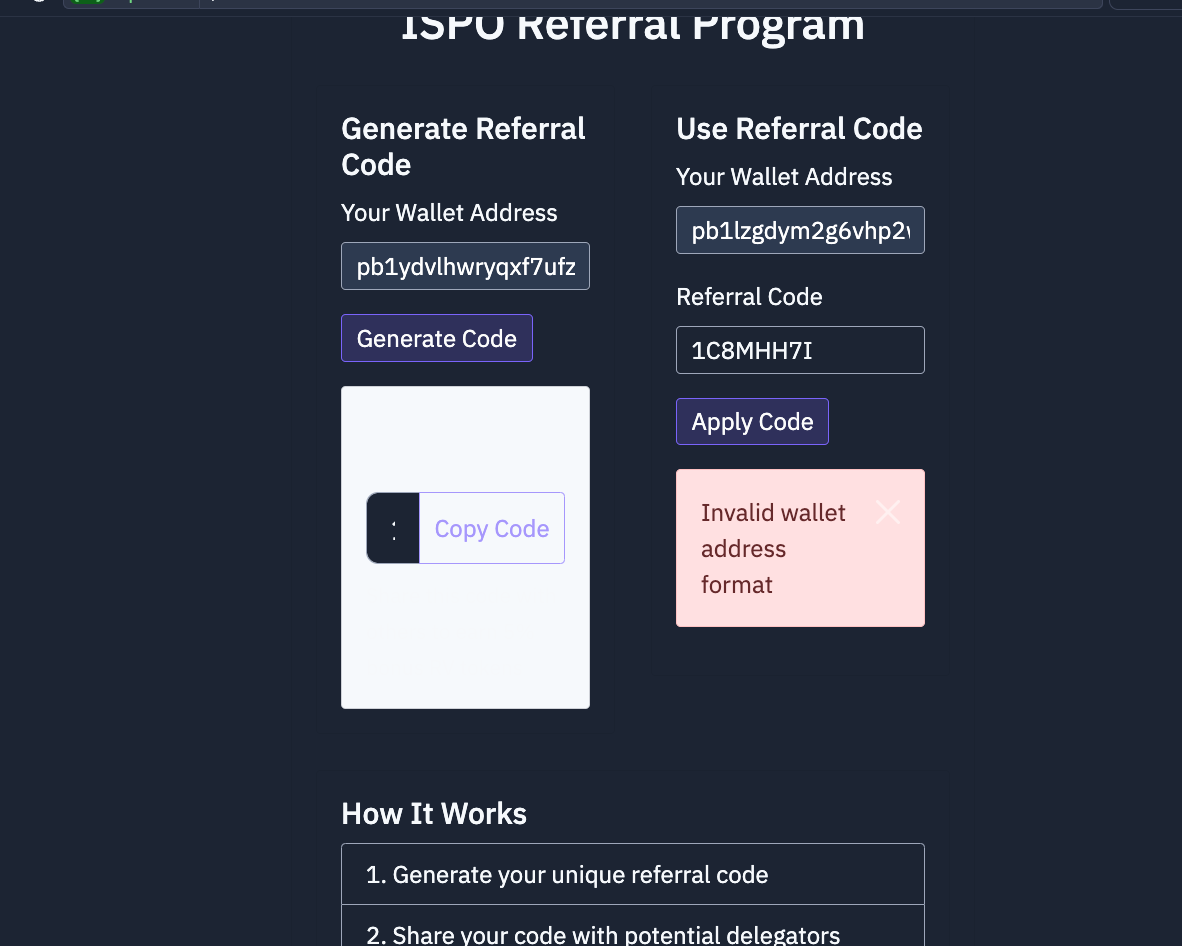 ISPO Referral Program
Generate Referral
Code
Your Wallet Address
pb1ydvlhwryqxf7ufz
Generate Code
Copy Code
Use Referral Code
Your Wallet Address
pb1lzgdym2g6vhp2
Referral Code
1C8MHH7I
Apply Code
Invalid wallet
address
format
How It Works
1. Generate your unique referral code
2. Share your code with potential delegators